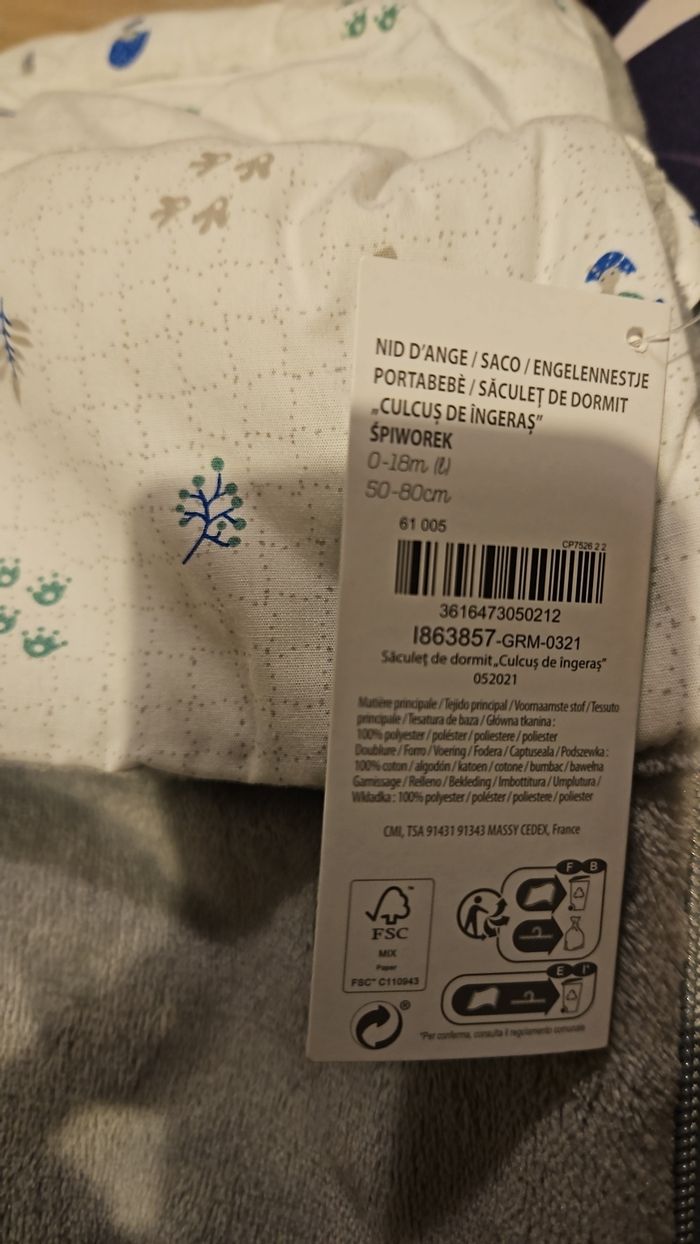 NID D'ANGE / SACO / ENGELENNESTJE
PORTABEBÈ / SĂCULEȚ DE DORMIT
„CULCUȘ DE ÎNGERAȘ”
ŚPIWOREK
0-18m (ℓ)
50-80cm
61 005
CP7526 2 2
3616473050212
I863857-GRM-0321
Săculeț de dormit„Culcuș de îngeraș”
052021
Matière principale / Tejido principal / Voornaamste stof / Tessuto
principale / Tesatura de baza / Główna tkanina :
100% polyester / poléster / poliestere / poliester
Doublure / Forro / Voering / Fodera / Captuseala / Podszewka :
100% coton / algodón / katoen / cotone / bumbac / bawełna
Garnissage / Relleno / Bekleding / Imbottitura / Umplutura /
Wkładka : 100% polyester / poléster / poliestere / poliester
CMI, TSA 91431 91343 MASSY CEDEX, France
F B
FSC™
MIX
Paper
FSC® C110943
E I*
®
*Per conferma, consulta il regolamento comunale